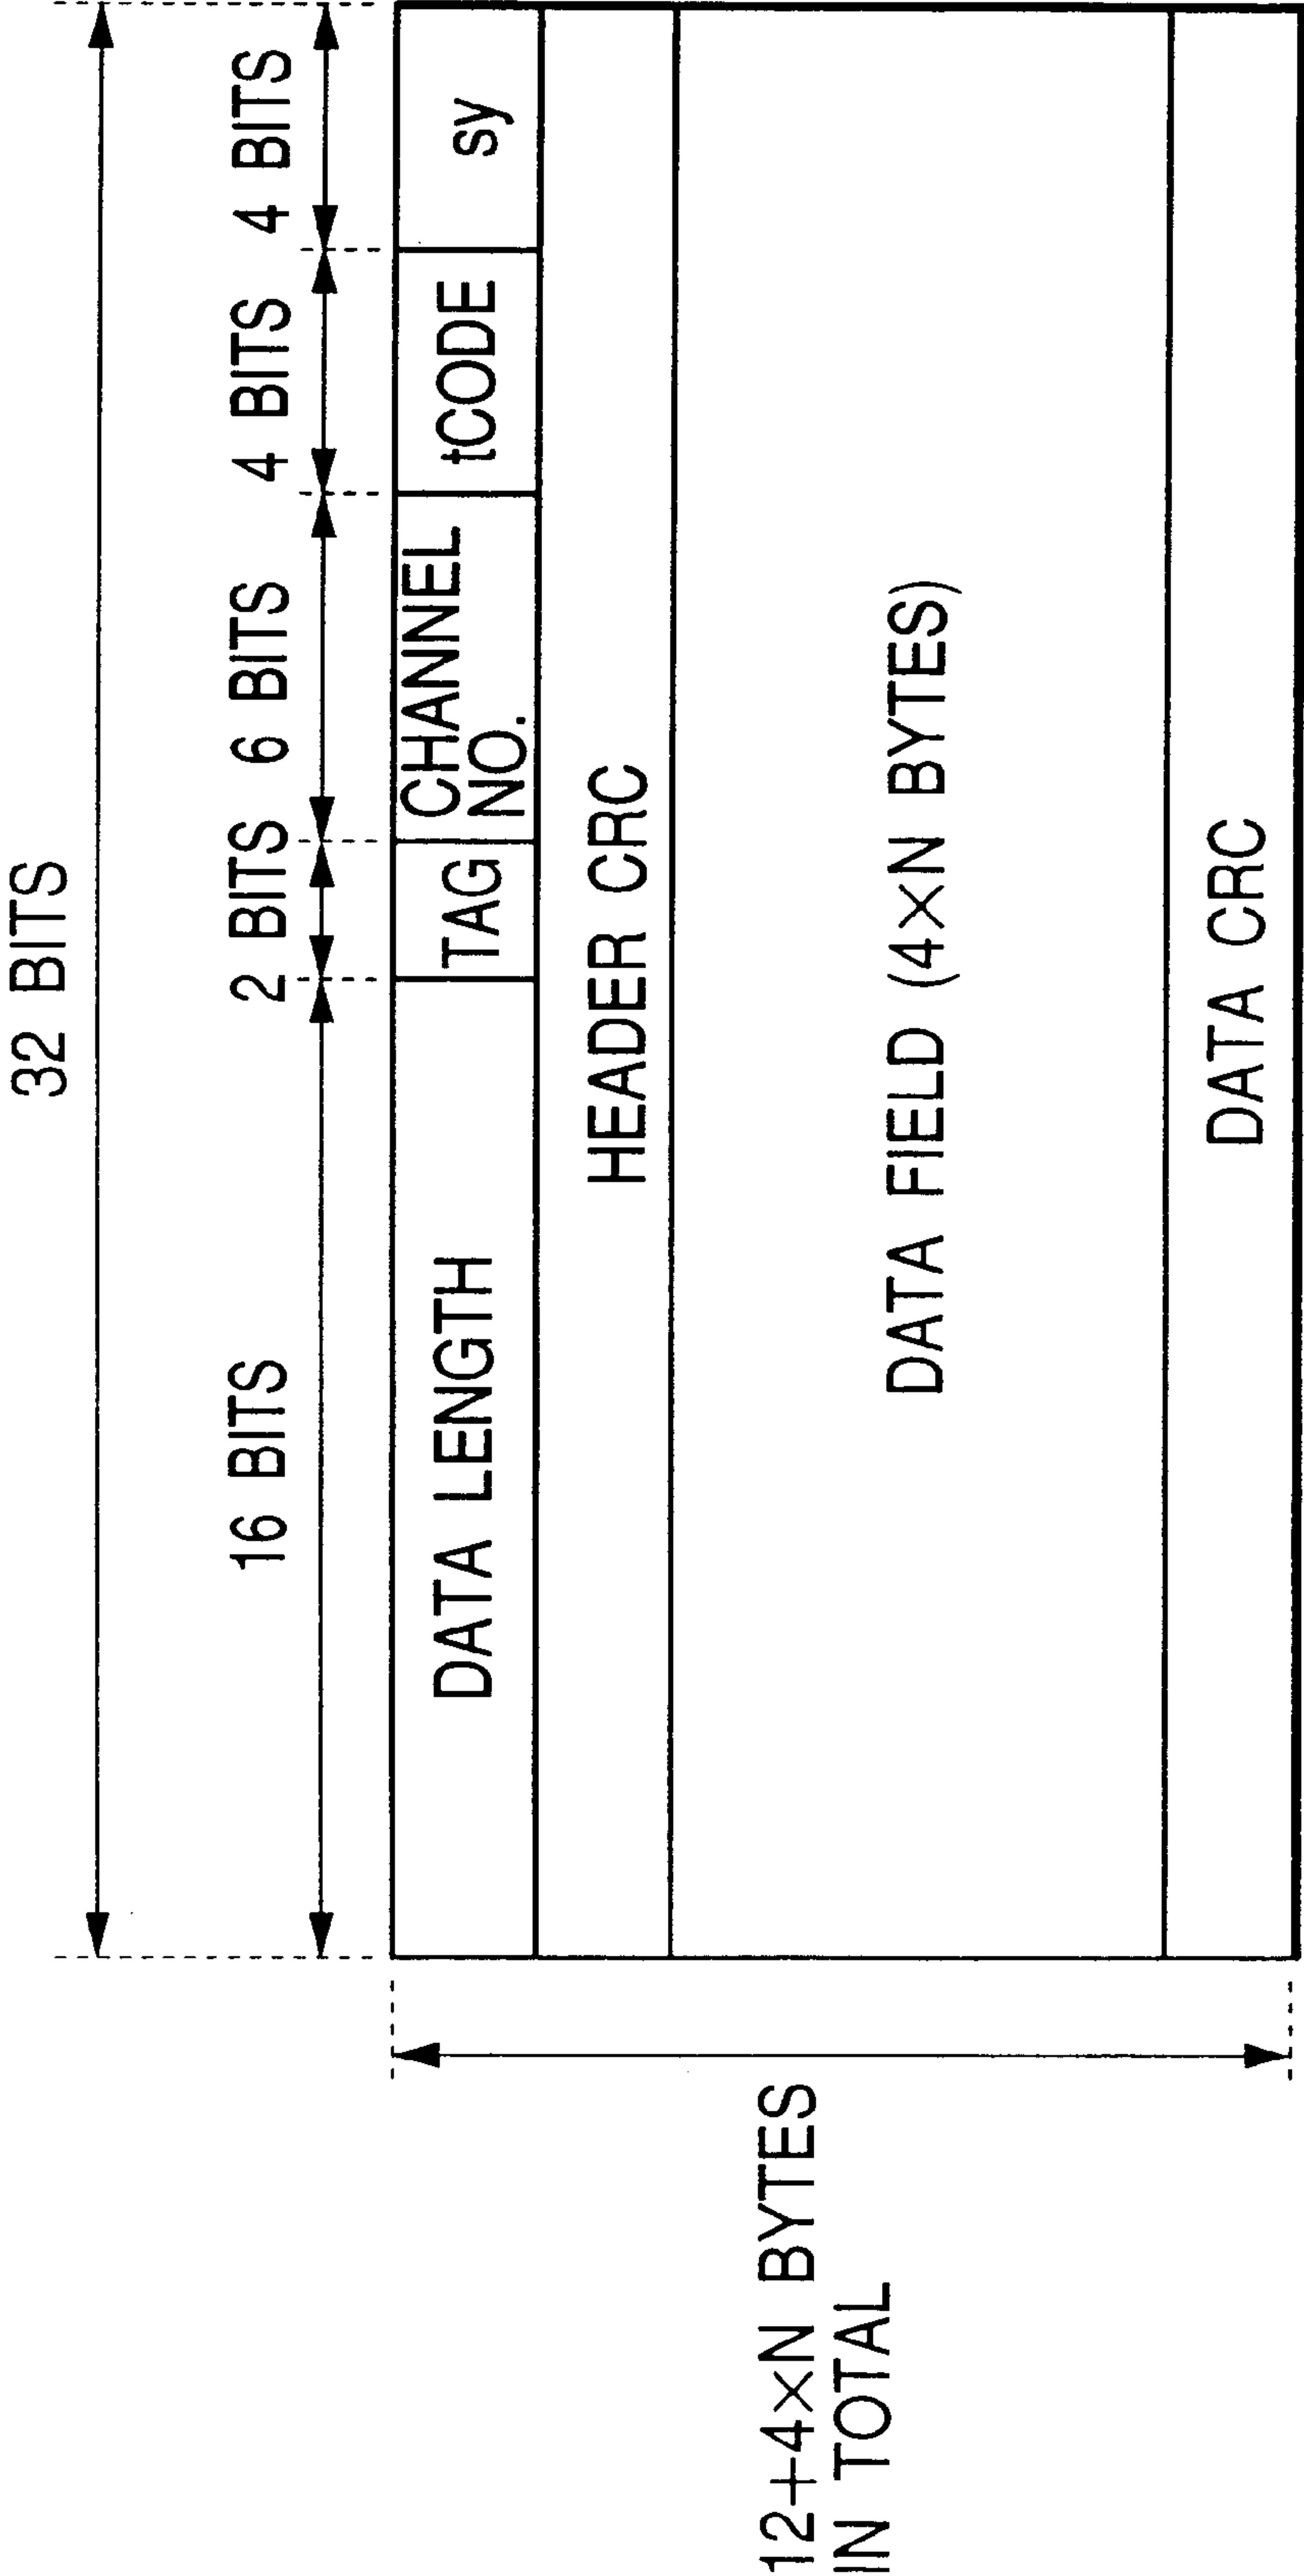 32 BITS
16 BITS
2 BITS
6 BITS
4 BITS
4 BITS
DATA LENGTH
TAG
CHANNEL
NO.
tCODE
sy
HEADER CRC
DATA FIELD (4×N BYTES)
DATA CRC
12+4×N BYTES
IN TOTAL